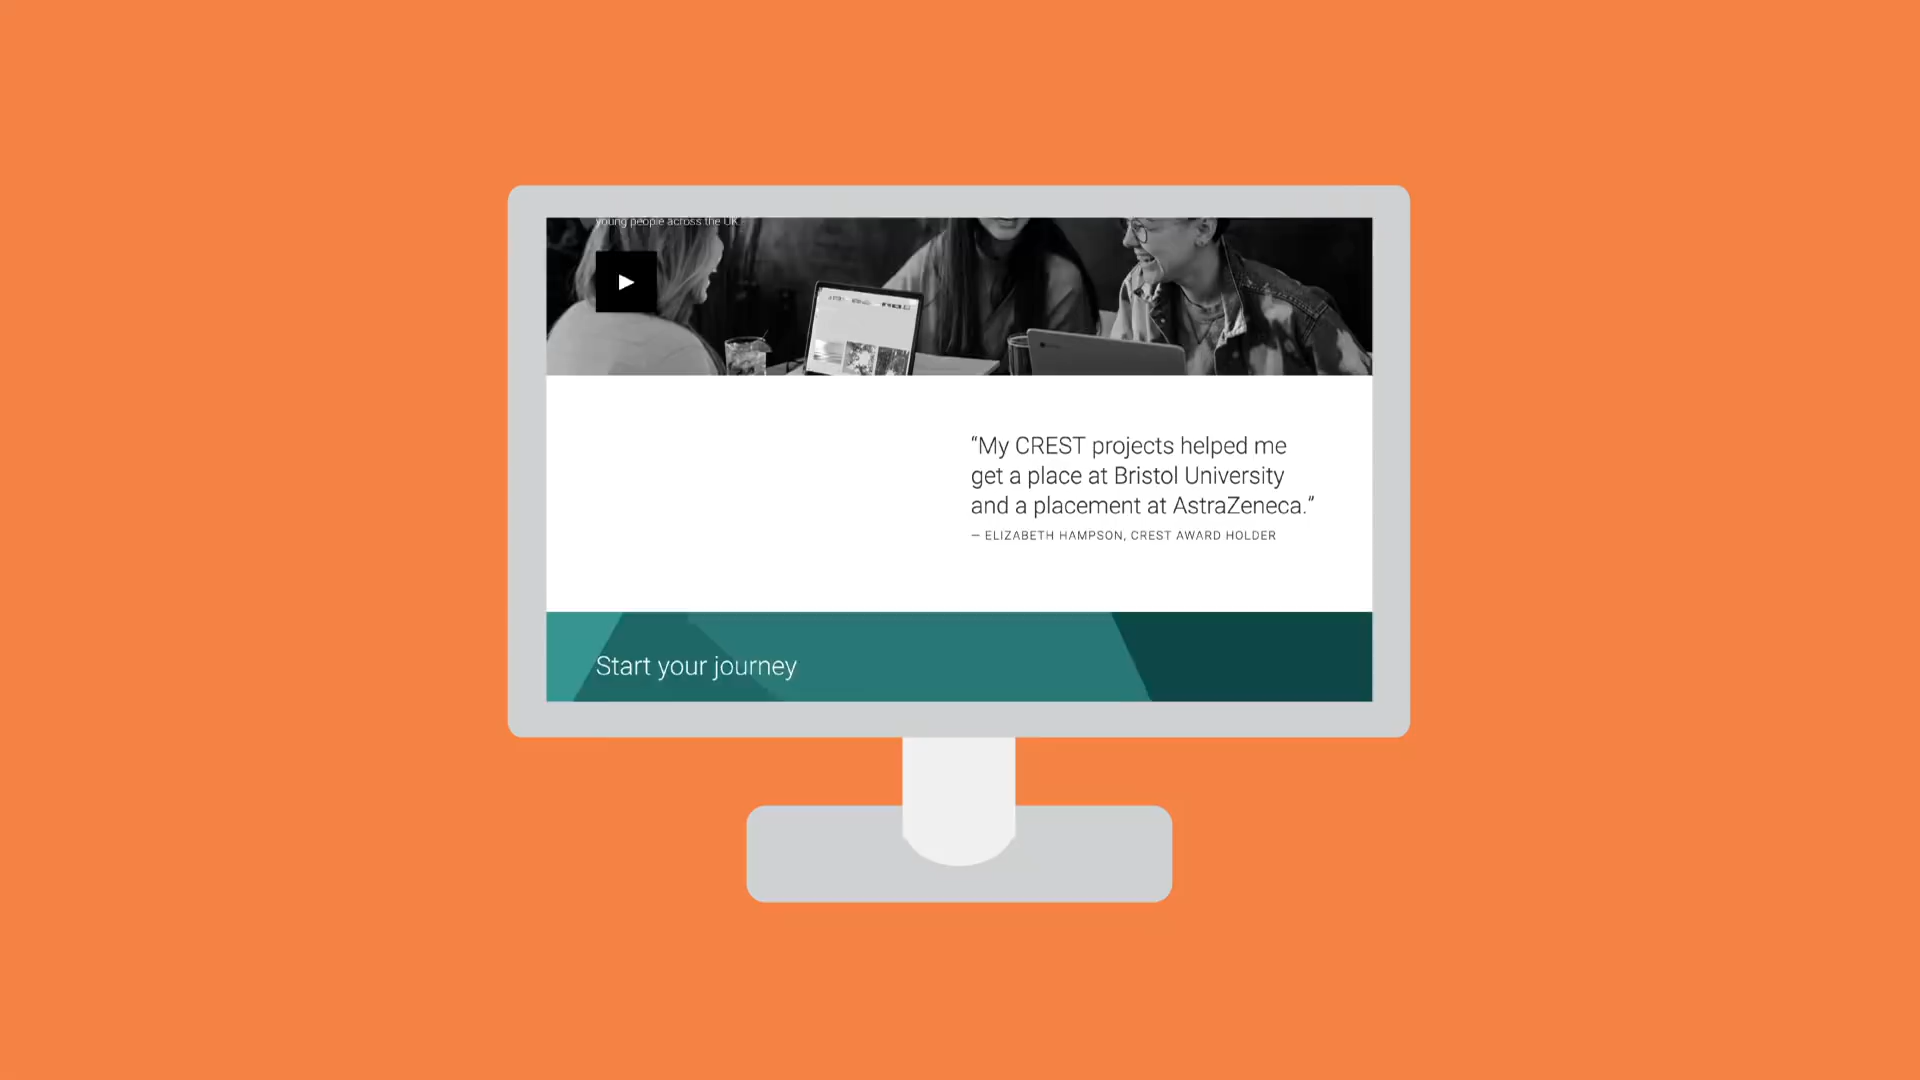 young people across the UK.
“My CREST projects helped me
get a place at Bristol University
and a placement at AstraZeneca.”
— ELIZABETH HAMPSON, CREST AWARD HOLDER
Start your journey